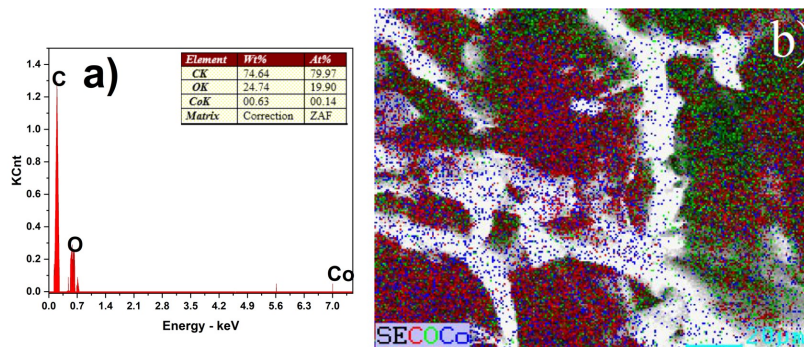 a)
Element Wt% At%
CK 74.64 79.97
OK 24.74 19.90
CoK 00.63 00.14
Matrix Correction ZAF
C
O
Co
1.4
1.2
1.0
0.8
0.6
0.4
0.2
0.0
KCnt
0.0 0.7 1.4 2.1 2.8 3.5 4.2 4.9 5.6 6.3 7.0
Energy - keV
b)
SECOCo
20µm